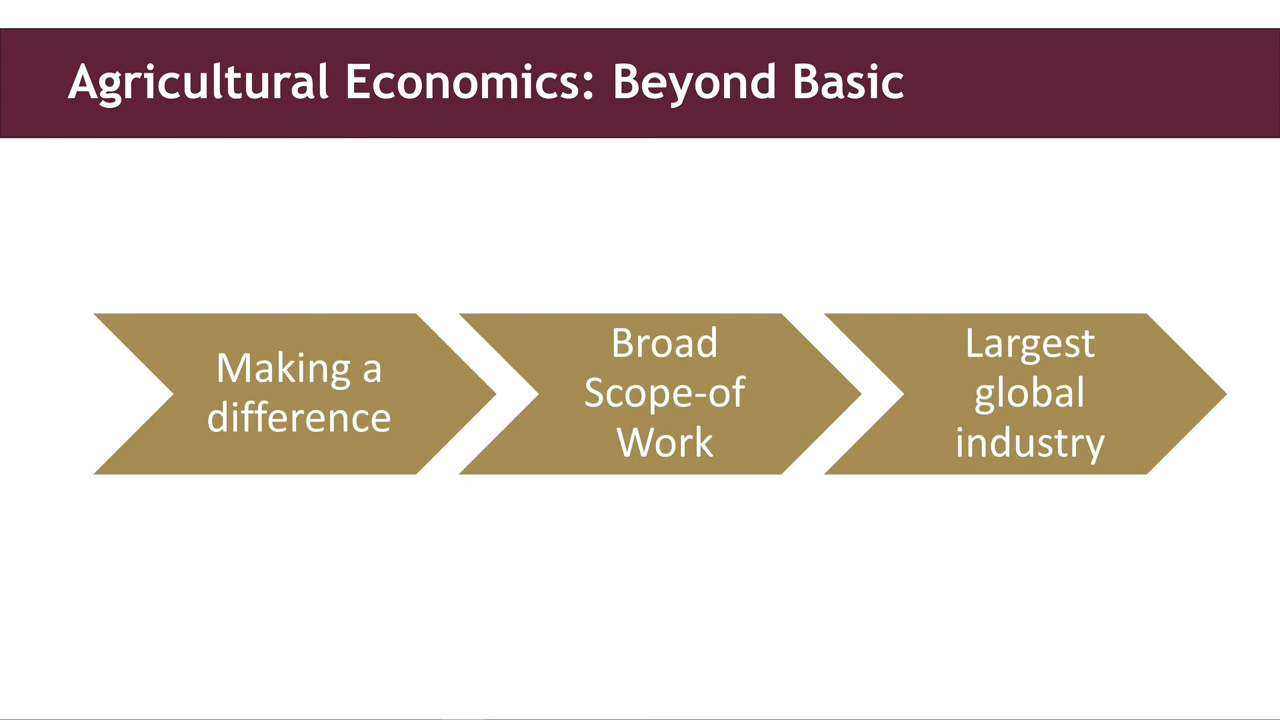 Agricultural Economics: Beyond Basic
Making a
difference
Broad
Scope-of
Work
Largest
global
industry